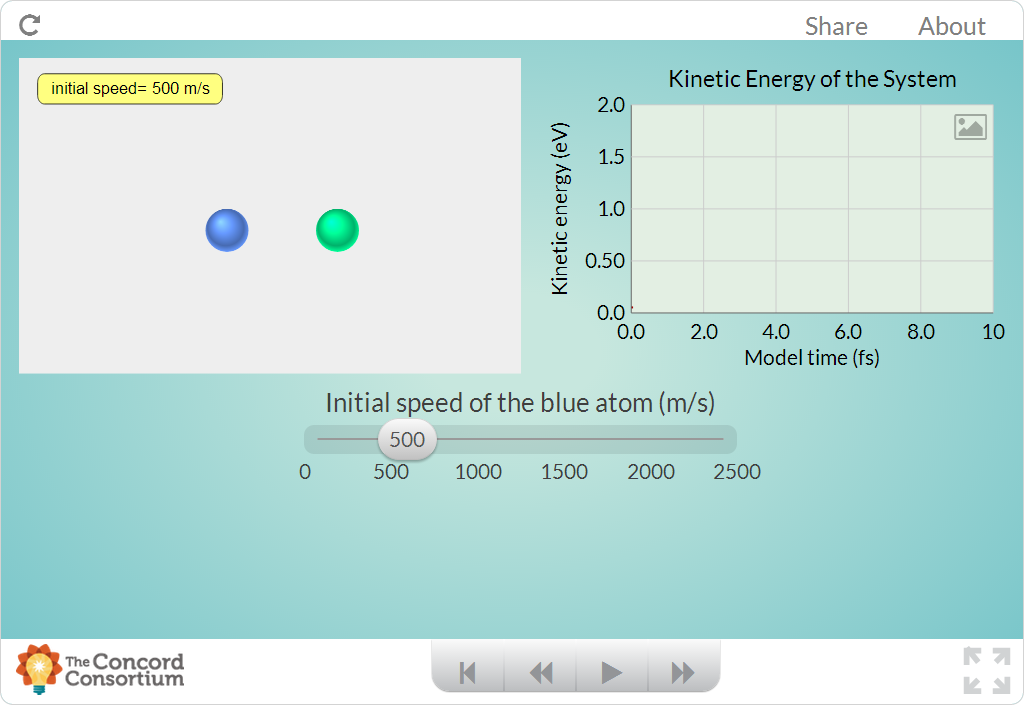 Share About
initial speed= 500 m/s
Kinetic Energy of the System
Kinetic energy (eV)
2.0
1.5
1.0
0.50
0.0
0.0 2.0 4.0 6.0 8.0 10
Model time (fs)
Initial speed of the blue atom (m/s)
500
0 500 1000 1500 2000 2500
The Concord
Consortium